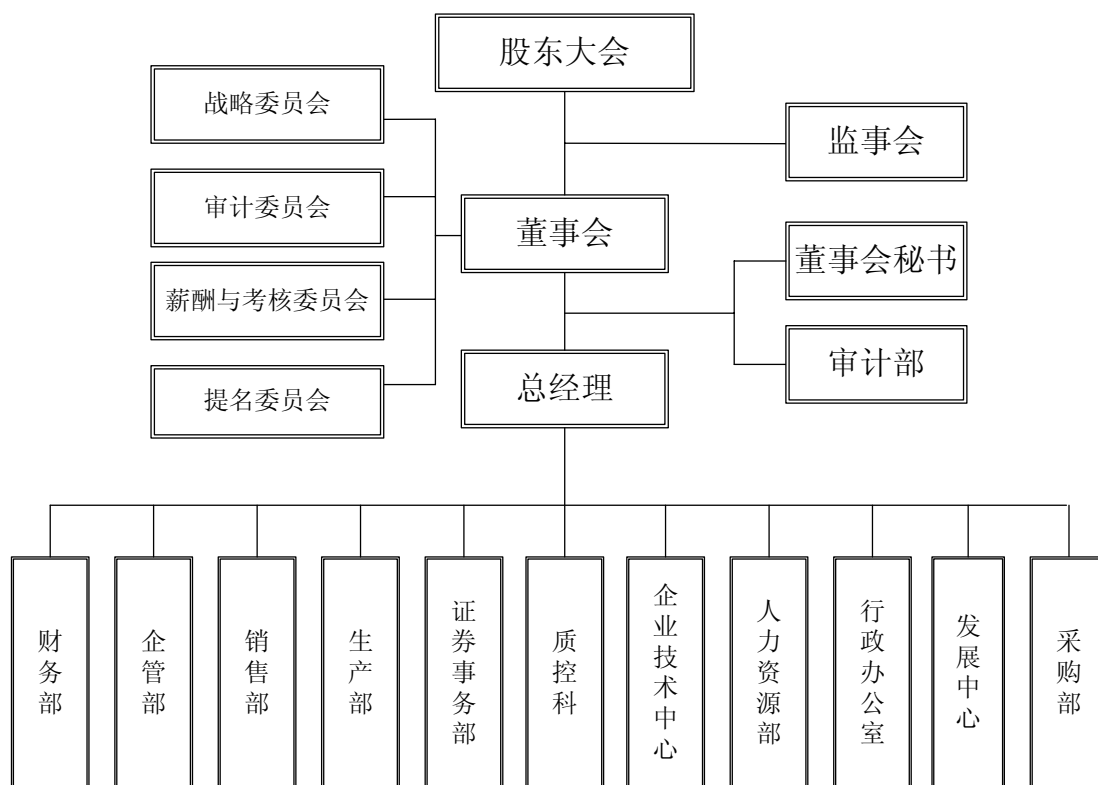 股东大会
战略委员会
监事会
审计委员会
董事会
董事会秘书
薪酬与考核委员会
审计部
总经理
提名委员会
财务部
企管部
销售部
生产部
证券事务部
质控科
企业技术中心
人力资源部
行政办公室
发展中心
采购部